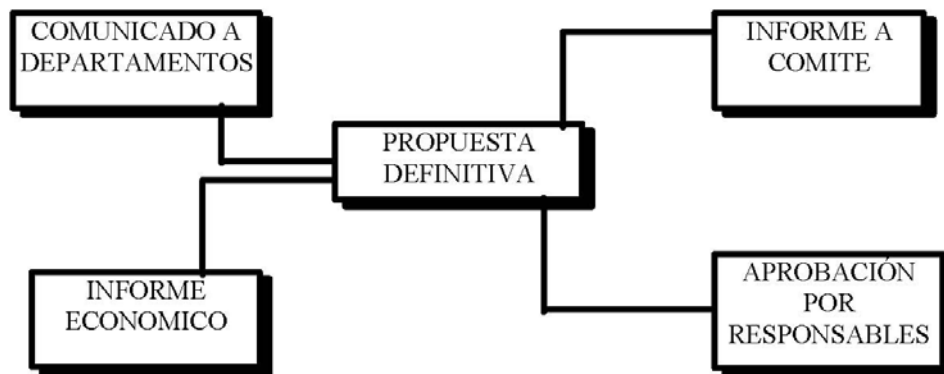 COMUNICADO A
DEPARTAMENTOS
INFORME A
COMITE
PROPUESTA
DEFINITIVA
INFORME
ECONOMICO
APROBACIÓN
POR
RESPONSABLES